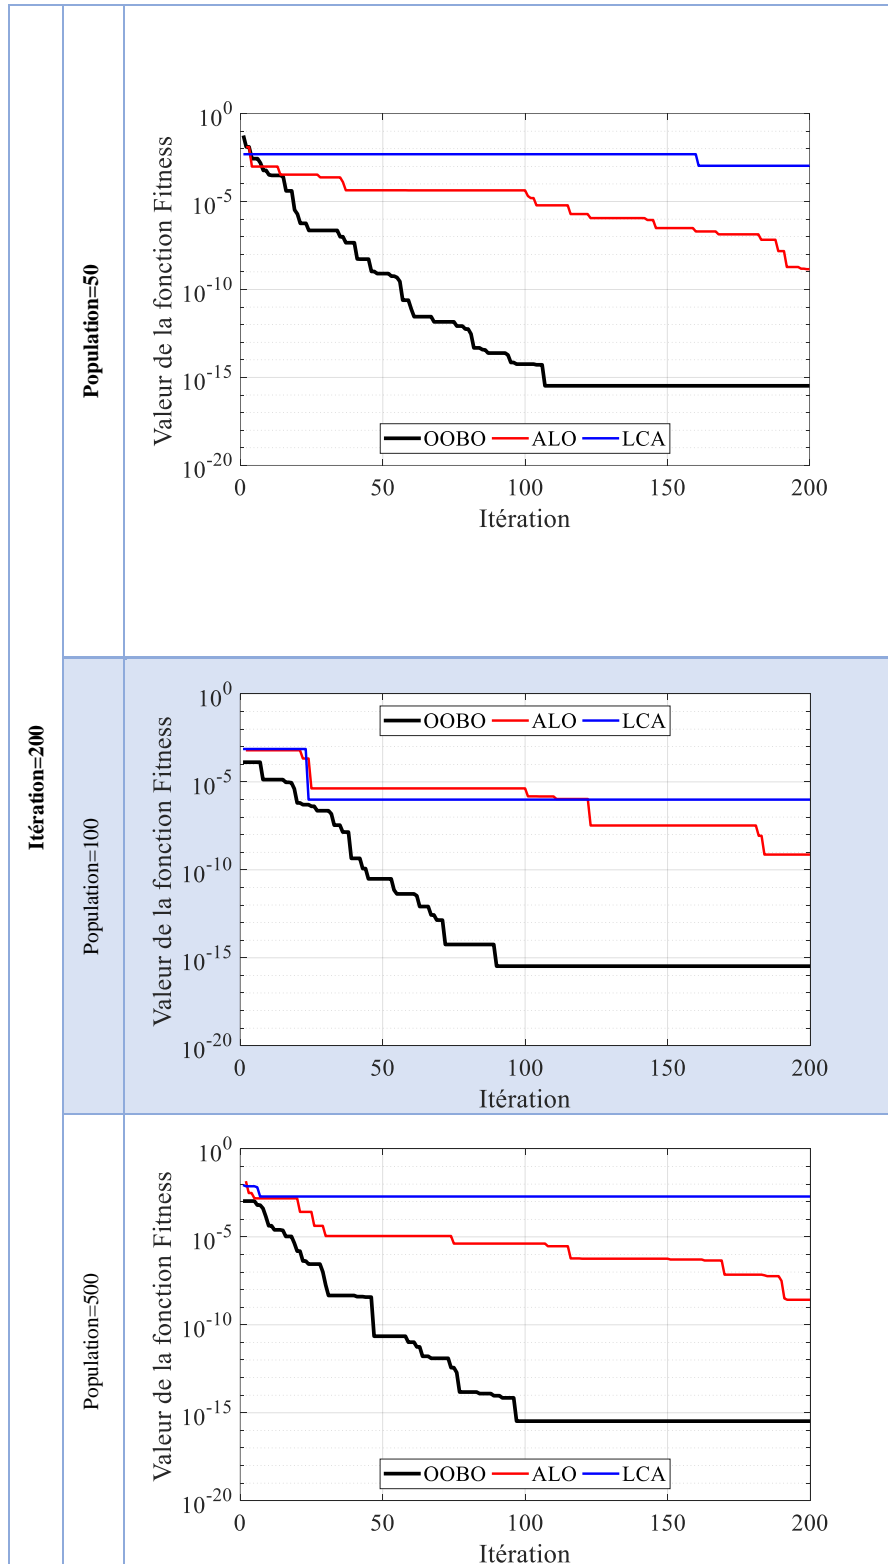 Itération=200
Population=50
Valeur de la fonction Fitness
10^0
10^-5
10^-10
10^-15
10^-20
OOBO ALO LCA
0 50 100 150 200
Itération
Population=100
Valeur de la fonction Fitness
10^0
OOBO ALO LCA
10^-5
10^-10
10^-15
10^-20
0 50 100 150 200
Itération
Population=500
Valeur de la fonction Fitness
10^0
10^-5
10^-10
10^-15
OOBO ALO LCA
10^-20
0 50 100 150 200
Itération